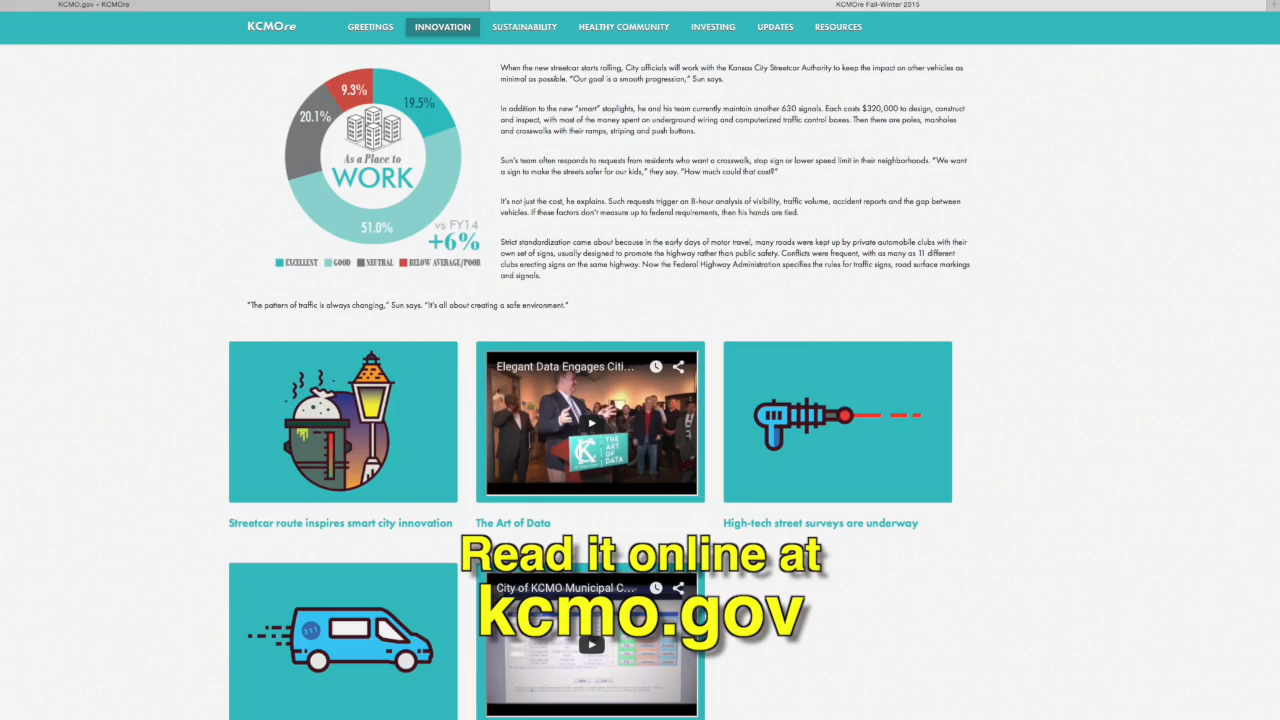 KCMO.gov – KCMOre
KCMOre Fall-Winter 2015
KCMOre
GREETINGS
INNOVATION
SUSTAINABILITY
HEALTHY COMMUNITY
INVESTING
UPDATES
RESOURCES
9.3%
19.5%
20.1%
As a Place to
WORK
51.0%
vs FY14
+6%
EXCELLENT
GOOD
NEUTRAL
BELOW AVERAGE/POOR
When the new streetcar starts rolling, City officials will work with the Kansas City Streetcar Authority to keep the impact on other vehicles as
minimal as possible. "Our goal is a smooth progression," Sun says.
In addition to the new "smart" stoplights, he and his team currently maintain another 630 signals. Each costs $320,000 to design, construct
and inspect, with most of the money spent on underground wiring and computerized traffic control boxes. Then there are poles, manholes
and crosswalks with their ramps, striping and push buttons.
Sun's team often responds to requests from residents who want a crosswalk, stop sign or lower speed limit in their neighborhoods. "We want
a sign to make the streets safer for our kids," they say. "How much could that cost?"
It's not just the cost, he explains. Such requests trigger an 8-hour analysis of visibility, traffic volume, accident reports and the gap between
vehicles. If these factors don't measure up to federal requirements, then his hands are tied.
Strict standardization came about because in the early days of motor travel, many roads were kept up by private automobile clubs with their
own set of signs, usually designed to promote the highway rather than public safety. Conflicts were frequent, with as many as 11 different
clubs erecting signs on the same highway. Now the Federal Highway Administration specifies the rules for traffic signs, road surface markings
and signals.
"The pattern of traffic is always changing," Sun says. "It's all about creating a safe environment."
Elegant Data Engages Citi...
KC
THE
ART OF
DATA
Streetcar route inspires smart city innovation
The Art of Data
High-tech street surveys are underway
Read it online at
kcmo.gov
City of KCMO Municipal C...
311